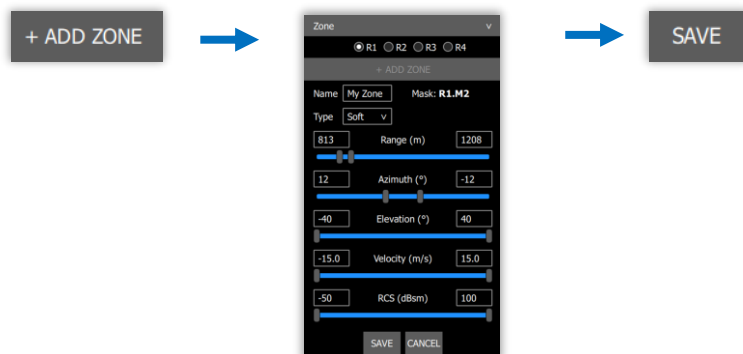 + ADD ZONE
Zone v
R1 R2 R3 R4
+ ADD ZONE
Name My Zone Mask: R1.M2
Type Soft v
813 Range (m) 1208
12 Azimuth (°) -12
-40 Elevation (°) 40
-15.0 Velocity (m/s) 15.0
-50 RCS (dBsm) 100
SAVE CANCEL
SAVE